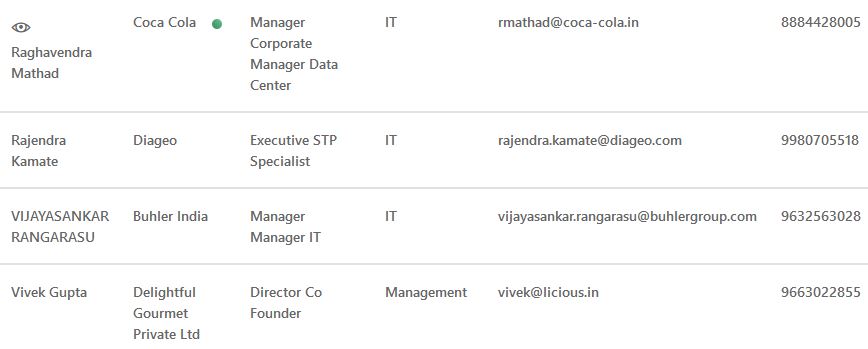 Raghavendra Mathad Coca Cola Manager Corporate Manager Data Center IT rmathad@coca-cola.in 8884428005
Rajendra Kamate Diageo Executive STP Specialist IT rajendra.kamate@diageo.com 9980705518
VIJAYASANKAR RANGARASU Buhler India Manager Manager IT IT vijayasankar.rangarasu@buhlergroup.com 9632563028
Vivek Gupta Delightful Gourmet Private Ltd Director Co Founder Management vivek@licious.in 9663022855